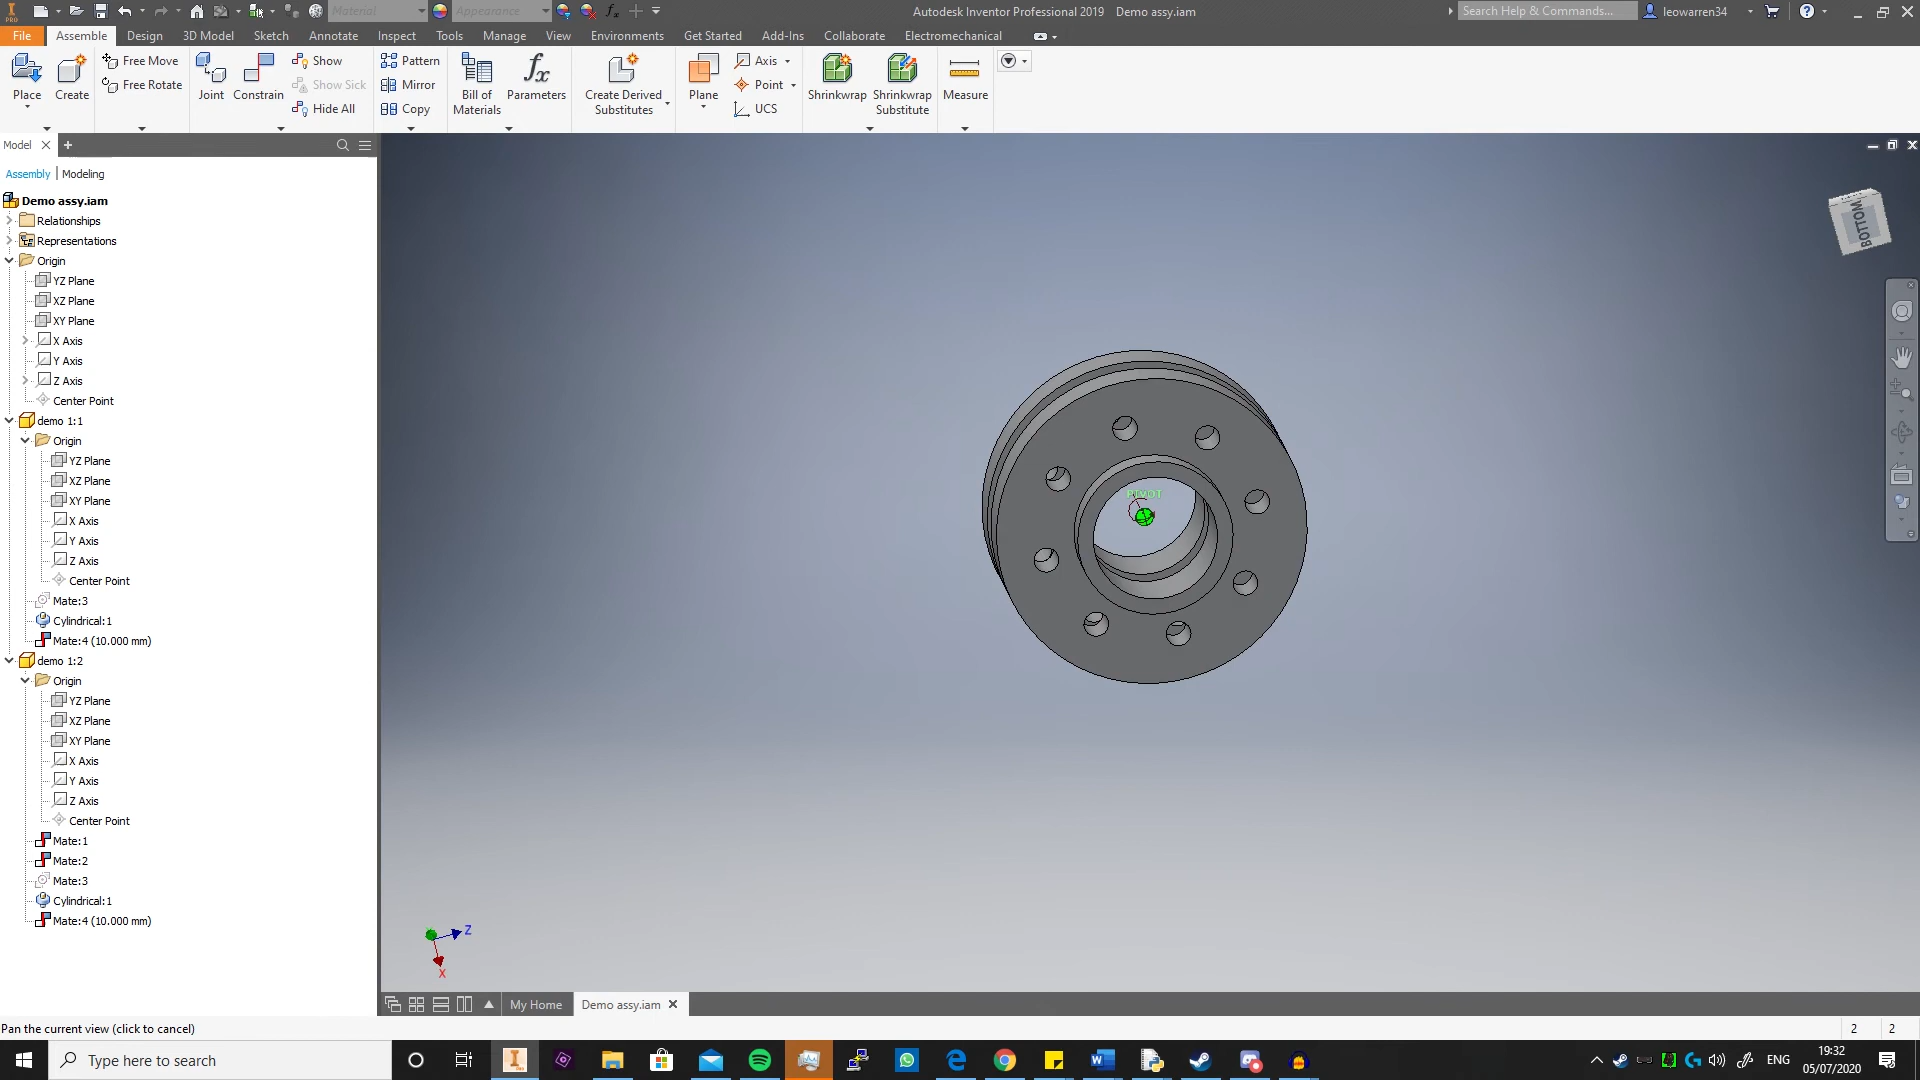 PRO
Material
Appearance
Autodesk Inventor Professional 2019 Demo assy.iam
Search Help & Commands...
leowarren34
File
Assemble
Design
3D Model
Sketch
Annotate
Inspect
Tools
Manage
View
Environments
Get Started
Add-Ins
Collaborate
Electromechanical
Place
Create
Free Move
Free Rotate
Joint
Constrain
Show
Show Sick
Hide All
Pattern
Mirror
Copy
Bill of
Materials
Parameters
Create Derived
Substitutes
Plane
Axis
Point
UCS
Shrinkwrap
Shrinkwrap
Substitute
Measure
Model
Assembly | Modeling
Demo assy.iam
Relationships
Representations
Origin
YZ Plane
XZ Plane
XY Plane
X Axis
Y Axis
Z Axis
Center Point
demo 1:1
Origin
YZ Plane
XZ Plane
XY Plane
X Axis
Y Axis
Z Axis
Center Point
Mate:3
Cylindrical:1
Mate:4 (10.000 mm)
demo 1:2
Origin
YZ Plane
XZ Plane
XY Plane
X Axis
Y Axis
Z Axis
Center Point
Mate:1
Mate:2
Mate:3
Cylindrical:1
Mate:4 (10.000 mm)
BOTTOM
PIVOT
Z
X
My Home
Demo assy.iam
Pan the current view (click to cancel)
2 2
Type here to search
ENG
19:32
05/07/2020